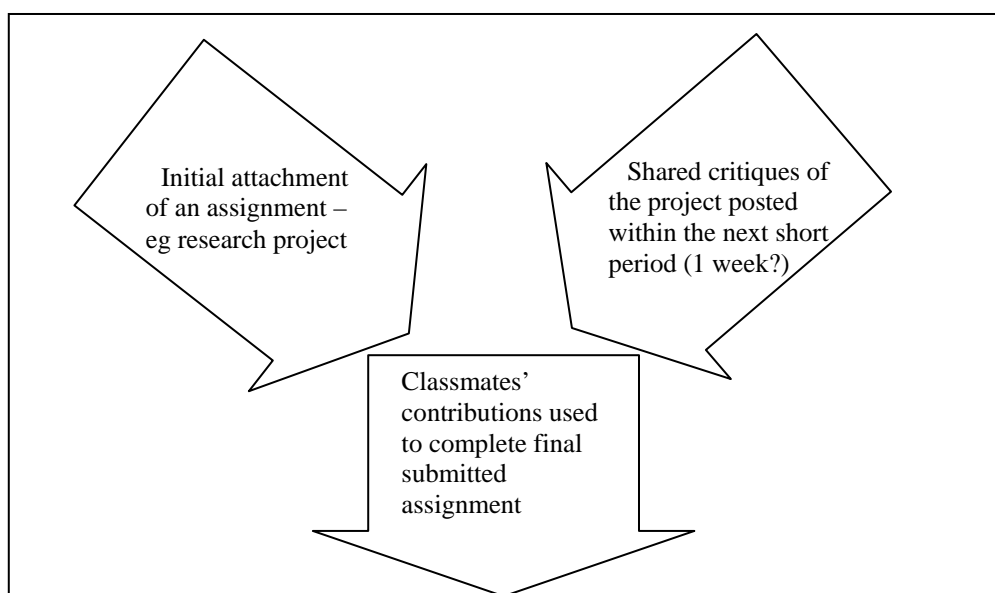 Initial attachment
of an assignment –
eg research project
Shared critiques of
the project posted
within the next short
period (1 week?)
Classmates’
contributions used
to complete final
submitted
assignment